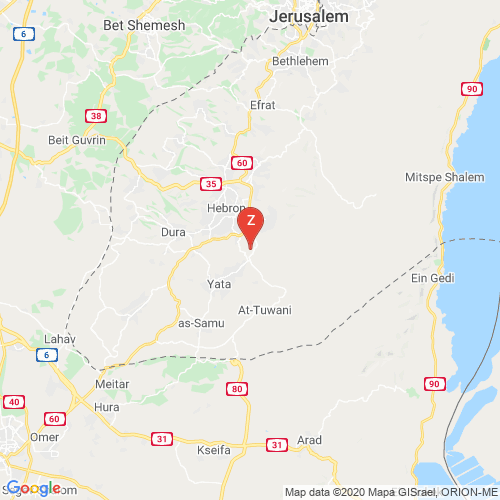 Jerusalem
6
Bet Shemesh
Bethlehem
90
Efrat
38
Beit Guvrin
60
Mitspe Shalem
35
Hebron
Z
Dura
Ein Gedi
Yata
At-Tuwani
as-Samu
Lahav
6
Meitar
90
80
40
Hura
60
Omer
31
Arad
31
Kseifa
Google
Map data ©2020 Mapa GISrael, ORION-ME